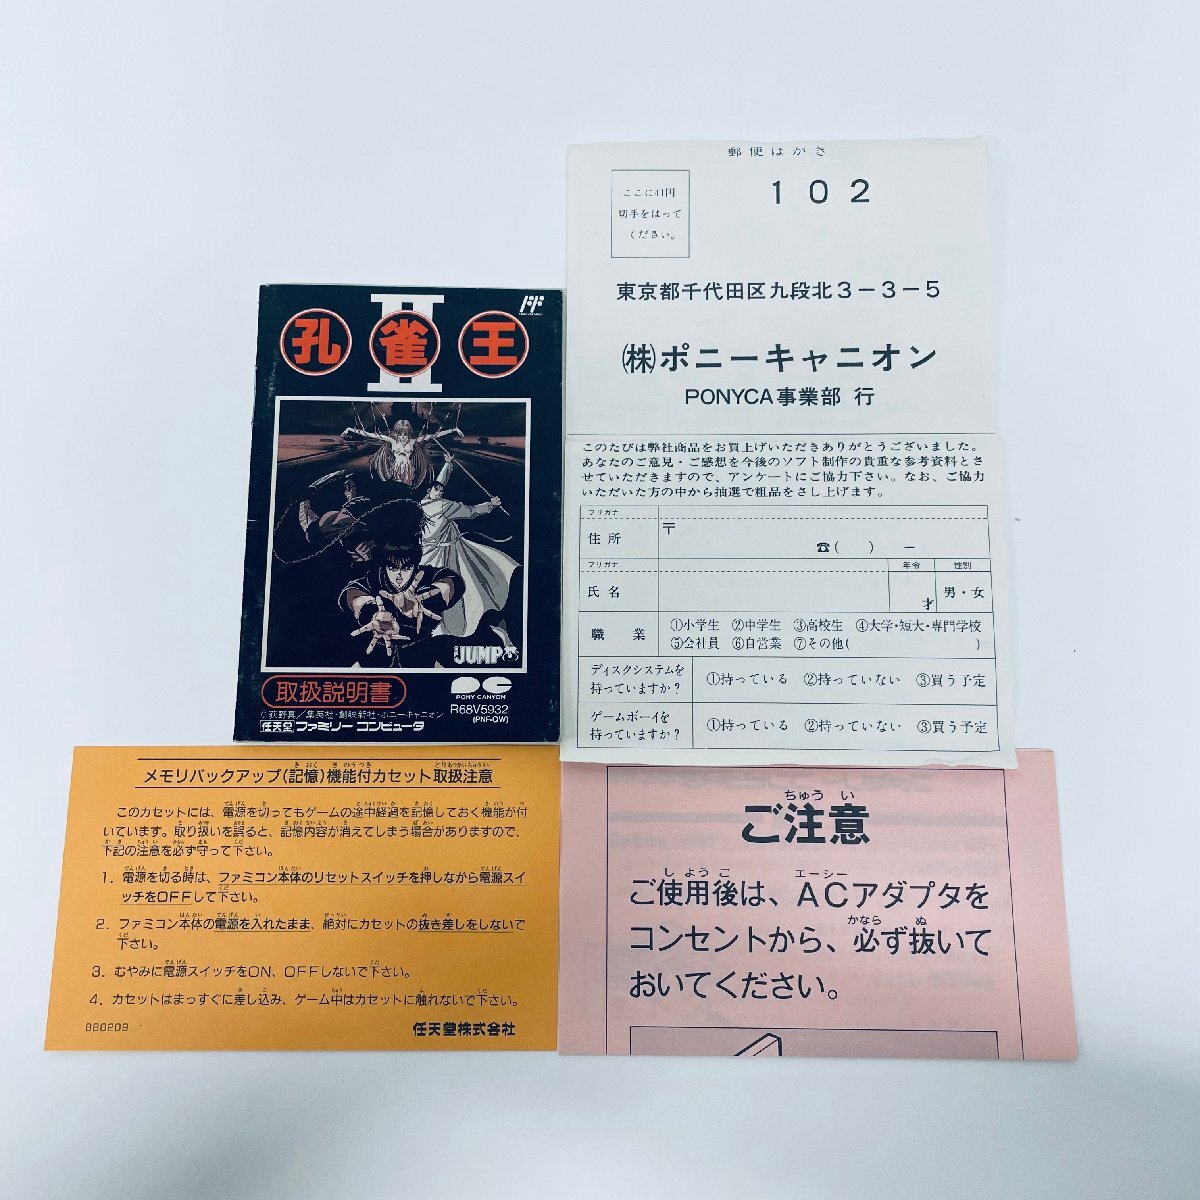 郵便はがき
ここに41円
切手をはって
ください。
102
東京都千代田区九段北3-3-5
(株)ポニーキャニオン
PONYCA事業部 行
このたびは弊社商品をお買上げいただきありがとうございました。
あなたのご意見・ご感想を今後のソフト制作の貴重な参考資料とさ
せていただきますので、アンケートにご協力下さい。なお、ご協力
いただいた方の中から抽選で粗品をさし上げます。
フリガナ
住所 〒
☎( ) ー
フリガナ 年令 性別
氏名 才 男・女
職業 ①小学生 ②中学生 ③高校生 ④大学・短大・専門学校
⑤会社員 ⑥自営業 ⑦その他( )
ディスクシステムを
持っていますか? ①持っている ②持っていない ③買う予定
ゲームボーイを
持っていますか? ①持っている ②持っていない ③買う予定
孔雀王
II
JUMP
取扱説明書
PONY CANYON
R68V5932
(PNF-QW)
©荻野真/集英社・創映新社・ポニーキャニオン
任天堂 ファミリーコンピュータ
メモリバックアップ(記憶)機能付カセット取扱注意
このカセットには、電源を切ってもゲームの途中経過を記憶しておく機能が付
いています。取り扱いを誤ると、記憶内容が消えてしまう場合がありますので、
下記の注意を必ず守って下さい。
1. 電源を切る時は、ファミコン本体のリセットスイッチを押しながら電源スイ
ッチをOFFして下さい。
2. ファミコン本体の電源を入れたまま、絶対にカセットの抜き差しをしないで
下さい。
3. むやみに電源スイッチをON、OFFしないで下さい。
4. カセットはまっすぐに差し込み、ゲーム中はカセットに触れないで下さい。
880209
任天堂株式会社
ちゅうい
ご注意
しようご エーシー
ご使用後は、ACアダプタを
かなら ぬ
コンセントから、必ず抜いて
おいてください。